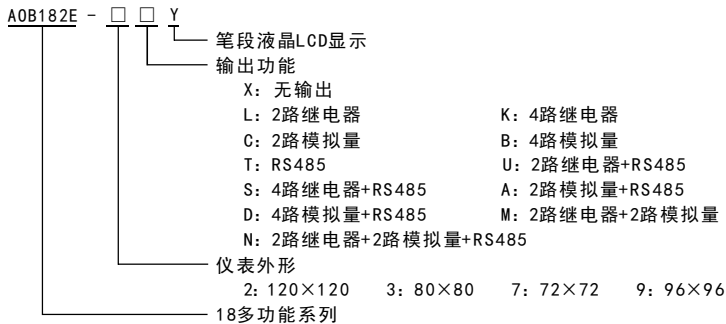 AOB182E - □ □ Y
笔段液晶LCD显示
输出功能
X: 无输出
L: 2路继电器 K: 4路继电器
C: 2路模拟量 B: 4路模拟量
T: RS485 U: 2路继电器+RS485
S: 4路继电器+RS485 A: 2路模拟量+RS485
D: 4路模拟量+RS485 M: 2路继电器+2路模拟量
N: 2路继电器+2路模拟量+RS485
仪表外形
2: 120×120 3: 80×80 7: 72×72 9: 96×96
18多功能系列